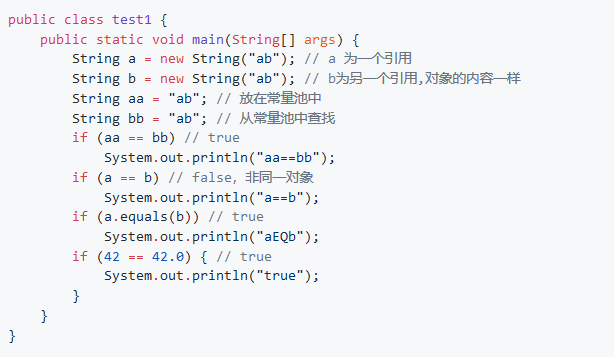 public class test1 {
    public static void main(String[] args) {
        String a = new String("ab"); // a 为一个引用
        String b = new String("ab"); // b为另一个引用,对象的内容一样
        String aa = "ab"; // 放在常量池中
        String bb = "ab"; // 从常量池中查找
        if (aa == bb) // true
            System.out.println("aa==bb");
        if (a == b) // false，非同一对象
            System.out.println("a==b");
        if (a.equals(b)) // true
            System.out.println("aEQb");
        if (42 == 42.0) { // true
            System.out.println("true");
        }
    }
}